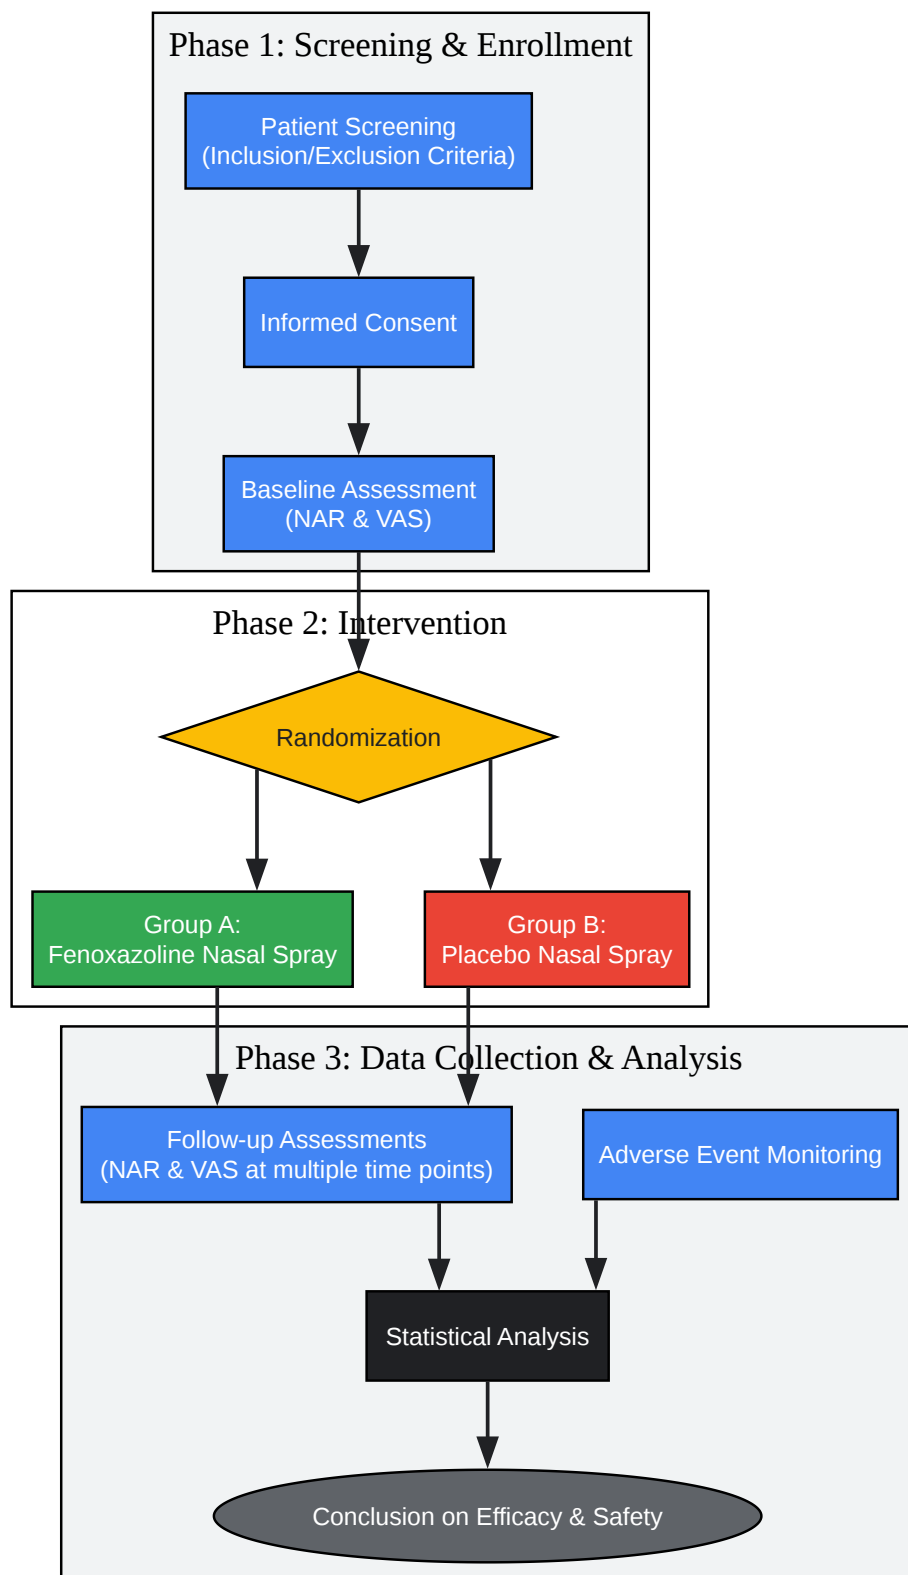 Phase 1: Screening & Enrollment
Patient Screening
(Inclusion/Exclusion Criteria)
Informed Consent
Baseline Assessment
(NAR & VAS)
Phase 2: Intervention
Randomization
Group A:
Fenoxazoline Nasal Spray
Group B:
Placebo Nasal Spray
Phase 3: Data Collection & Analysis
Follow-up Assessments
(NAR & VAS at multiple time points)
Adverse Event Monitoring
Statistical Analysis
Conclusion on Efficacy & Safety